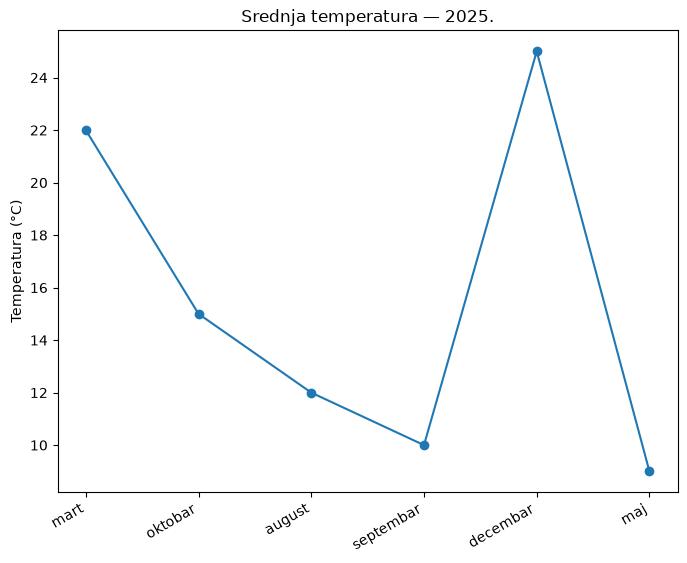 Srednja temperatura — 2025.
Temperatura (°C)
24
22
20
18
16
14
12
10
mart
oktobar
august
septembar
decembar
maj